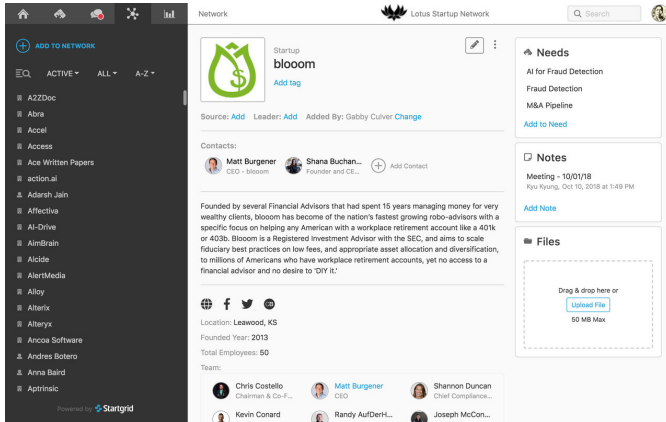 Network
Lotus Startup Network
Search
ADD TO NETWORK
ACTIVE
ALL
A-Z
A2ZDoc
Abra
Accel
Access
Ace Written Papers
action.ai
Adarsh Jain
Affectiva
AI-Drive
AimBrain
Alcide
AlertMedia
Alloy
Alterix
Alteryx
Ancoa Software
Andres Botero
Anna Baird
Aptrinsic
Powered by Startgrid
Startup
blooom
Add tag
Source: Add Leader: Add Added By: Gabby Culver Change
Contacts:
Matt Burgener
CEO - blooom
Shana Buchan...
Founder and CE...
Add Contact
Founded by several Financial Advisors that had spent 15 years managing money for very
wealthy clients, blooom has become of the nation's fastest growing robo-advisors with a
specific focus on helping any American with a workplace retirement account like a 401k
or 403b. Blooom is a Registered Investment Advisor with the SEC, and aims to scale
fiduciary best practices on low fees, and appropriate asset allocation and diversification,
to millions of Americans who have workplace retirement accounts, yet no access to a
financial advisor and no desire to 'DIY it.'
Location: Leawood, KS
Founded Year: 2013
Total Employees: 50
Team:
Chris Costello
Chairman & Co-F...
Matt Burgener
CEO
Shannon Duncan
Chief Compliance...
Kevin Conard
Randy AufDerH...
Joseph McCon...
Needs
AI for Fraud Detection
Fraud Detection
M&A Pipeline
Add to Need
Notes
Meeting - 10/01/18
Kyu Kyung, Oct 10, 2018 at 1:49 PM
Add Note
Files
Drag & drop here or
Upload File
50 MB Max